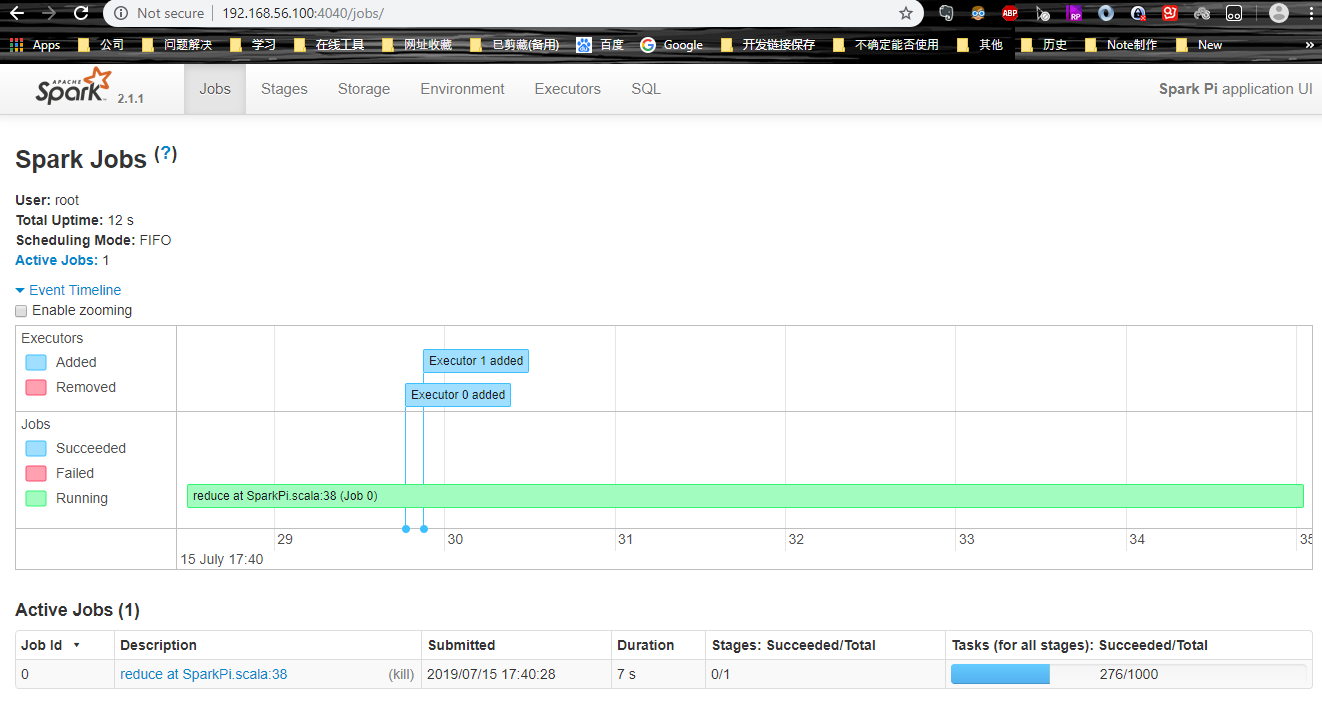 Not secure | 192.168.56.100:4040/jobs/
ABP RP
Apps 公司 问题解决 学习 在线工具 网址收藏 已剪藏(备用) 百度 Google 开发链接保存 不确定能否使用 其他 历史 Note制作 New »
APACHE Spark 2.1.1 Jobs Stages Storage Environment Executors SQL Spark Pi application UI
Spark Jobs (?)
User: root
Total Uptime: 12 s
Scheduling Mode: FIFO
Active Jobs: 1
Event Timeline
Enable zooming
Executors
Added
Removed
Executor 1 added
Executor 0 added
Jobs
Succeeded
Failed
Running
reduce at SparkPi.scala:38 (Job 0)
29 30 31 32 33 34 35
15 July 17:40
Active Jobs (1)
Job Id Description Submitted Duration Stages: Succeeded/Total Tasks (for all stages): Succeeded/Total
0 reduce at SparkPi.scala:38 (kill) 2019/07/15 17:40:28 7 s 0/1 276/1000